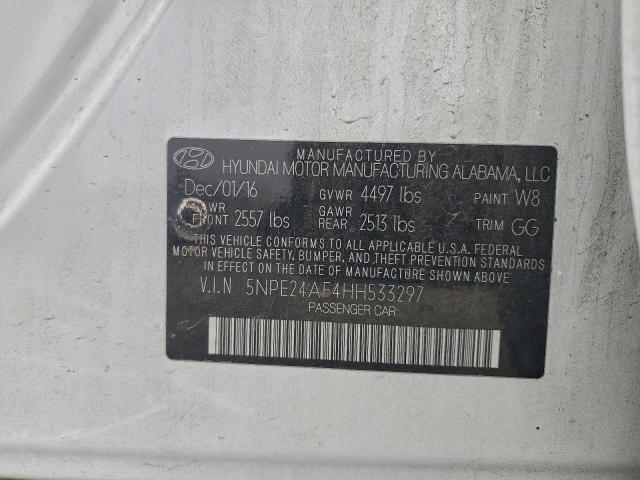 MANUFACTURED BY
HYUNDAI MOTOR MANUFACTURING ALABAMA, LLC
Dec/01/16 GVWR 4497 lbs PAINT W8
GAWR FRONT 2557 lbs GAWR REAR 2513 lbs TRIM GG
THIS VEHICLE CONFORMS TO ALL APPLICABLE U.S.A. FEDERAL
MOTOR VEHICLE SAFETY, BUMPER, AND THEFT PREVENTION STANDARDS
IN EFFECT ON THE DATE OF MANUFACTURE SHOWN ABOVE
V.I.N 5NPE24AF4HH533297
PASSENGER CAR